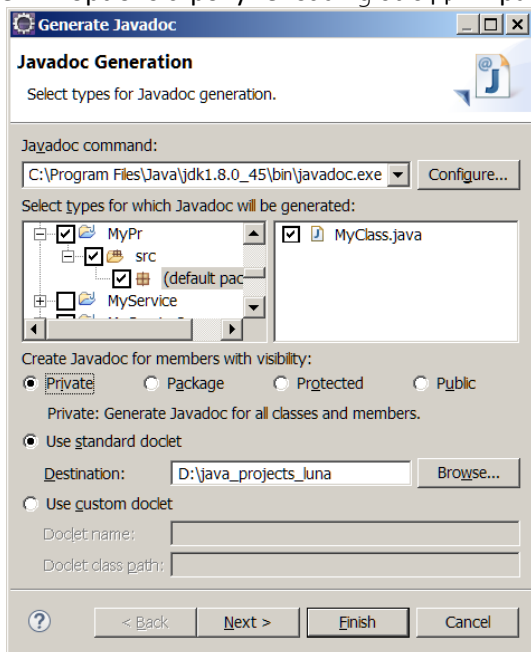 Generate Javadoc
Javadoc Generation
Select types for Javadoc generation.
Javadoc command:
C:\Program Files\Java\jdk1.8.0_45\bin\javadoc.exe Configure...
Select types for which Javadoc will be generated:
MyPr
src
(default pac
MyService
MyClass.java
Create Javadoc for members with visibility:
Private Package Protected Public
Private: Generate Javadoc for all classes and members.
Use standard doclet
Destination: D:\java_projects_luna Browse...
Use custom doclet
Doclet name:
Doclet class path:
? < Back Next > Finish Cancel